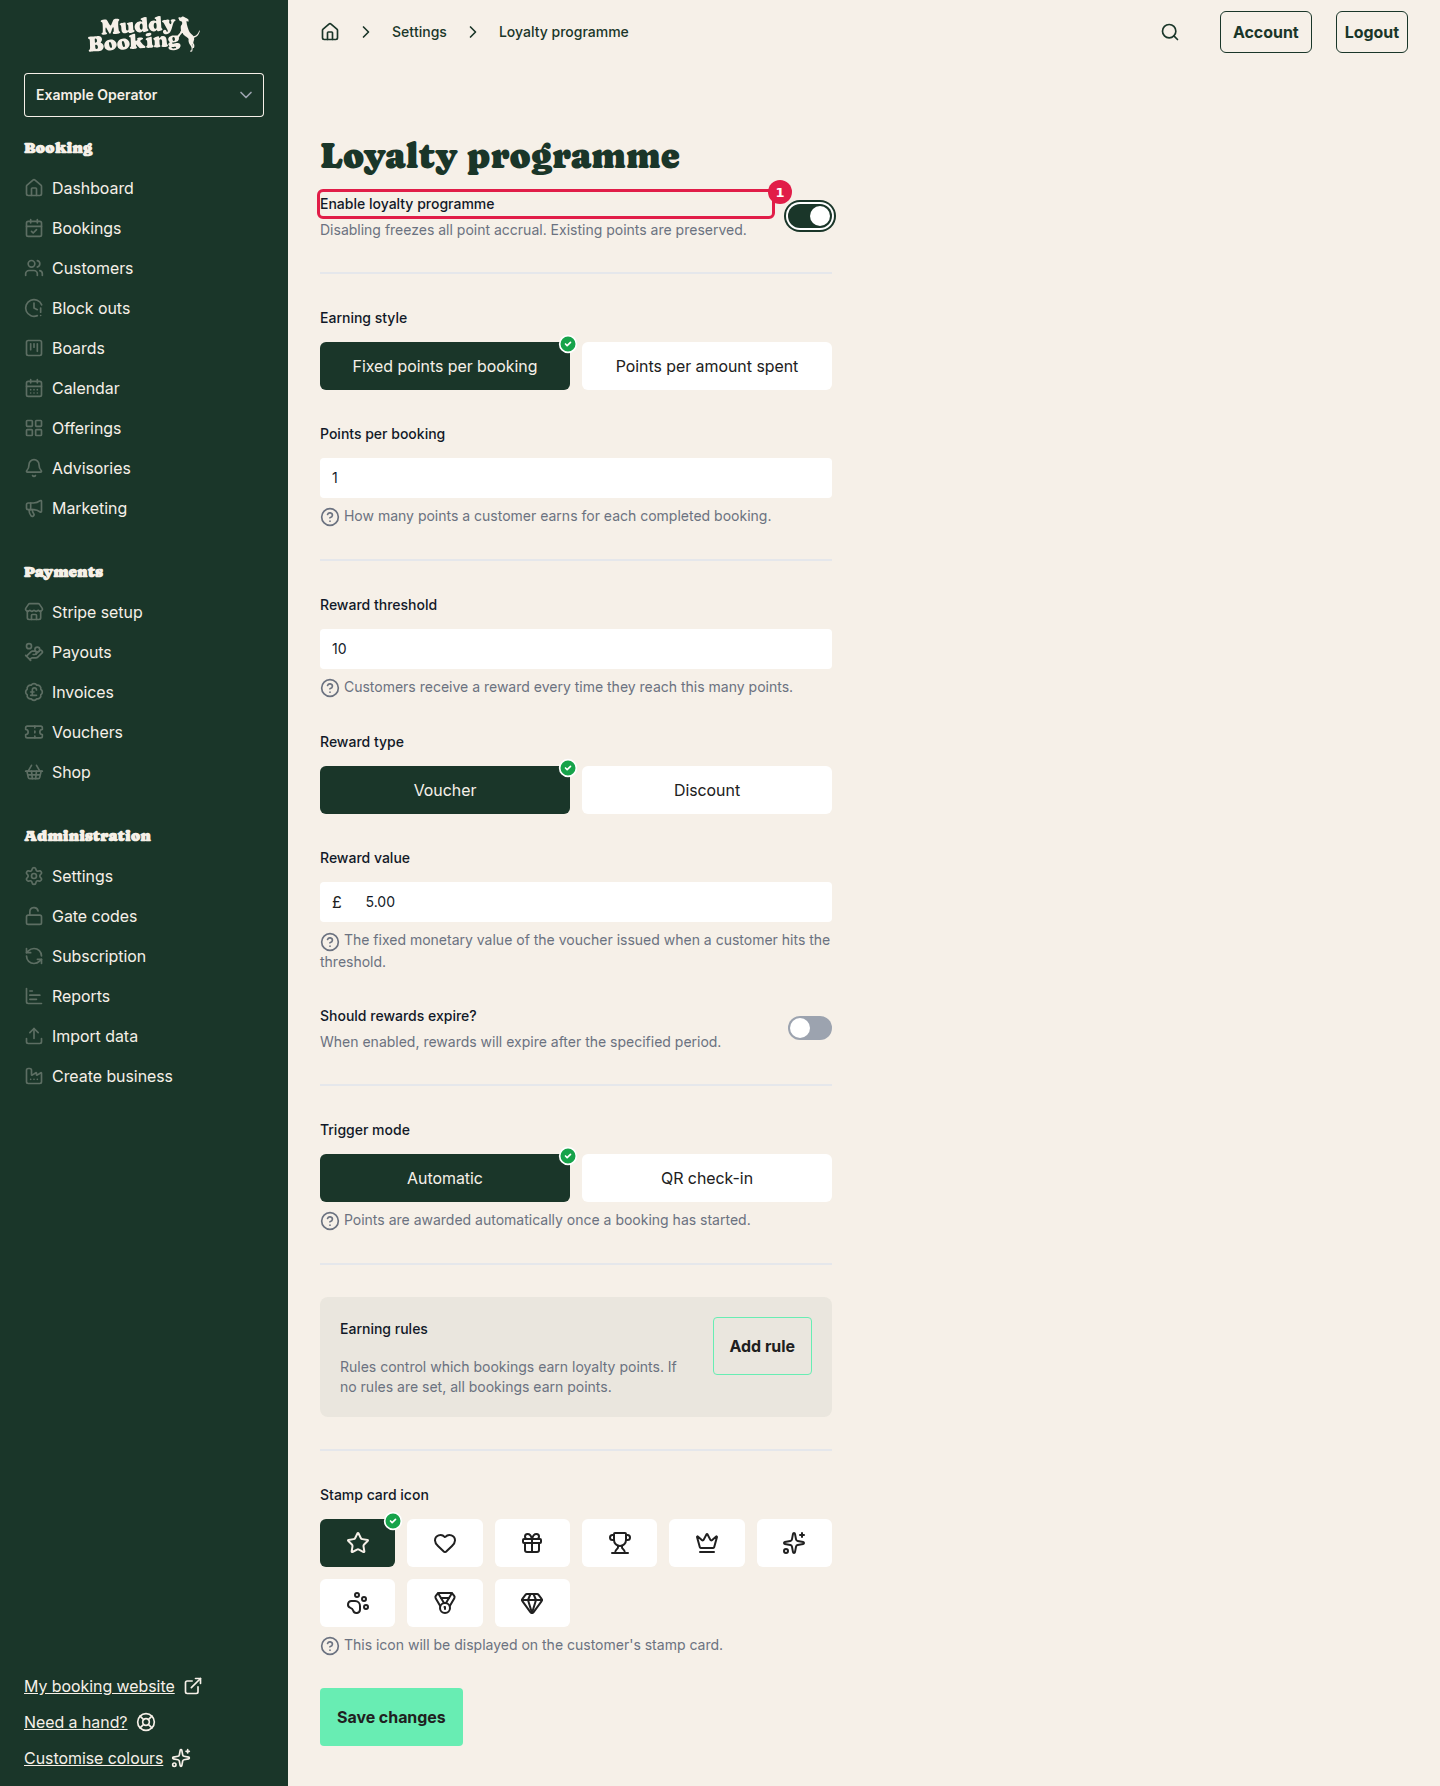 Muddy
Booking
Example Operator
Booking
Dashboard
Bookings
Customers
Block outs
Boards
Calendar
Offerings
Advisories
Marketing
Payments
Stripe setup
Payouts
Invoices
Vouchers
Shop
Administration
Settings
Gate codes
Subscription
Reports
Import data
Create business
My booking website
Need a hand?
Customise colours
Settings
Loyalty programme
Account
Logout
Loyalty programme
1
Enable loyalty programme
Disabling freezes all point accrual. Existing points are preserved.
Earning style
Fixed points per booking
Points per amount spent
Points per booking
1
How many points a customer earns for each completed booking.
Reward threshold
10
Customers receive a reward every time they reach this many points.
Reward type
Voucher
Discount
Reward value
£ 5.00
The fixed monetary value of the voucher issued when a customer hits the
threshold.
Should rewards expire?
When enabled, rewards will expire after the specified period.
Trigger mode
Automatic
QR check-in
Points are awarded automatically once a booking has started.
Earning rules
Add rule
Rules control which bookings earn loyalty points. If
no rules are set, all bookings earn points.
Stamp card icon
This icon will be displayed on the customer's stamp card.
Save changes